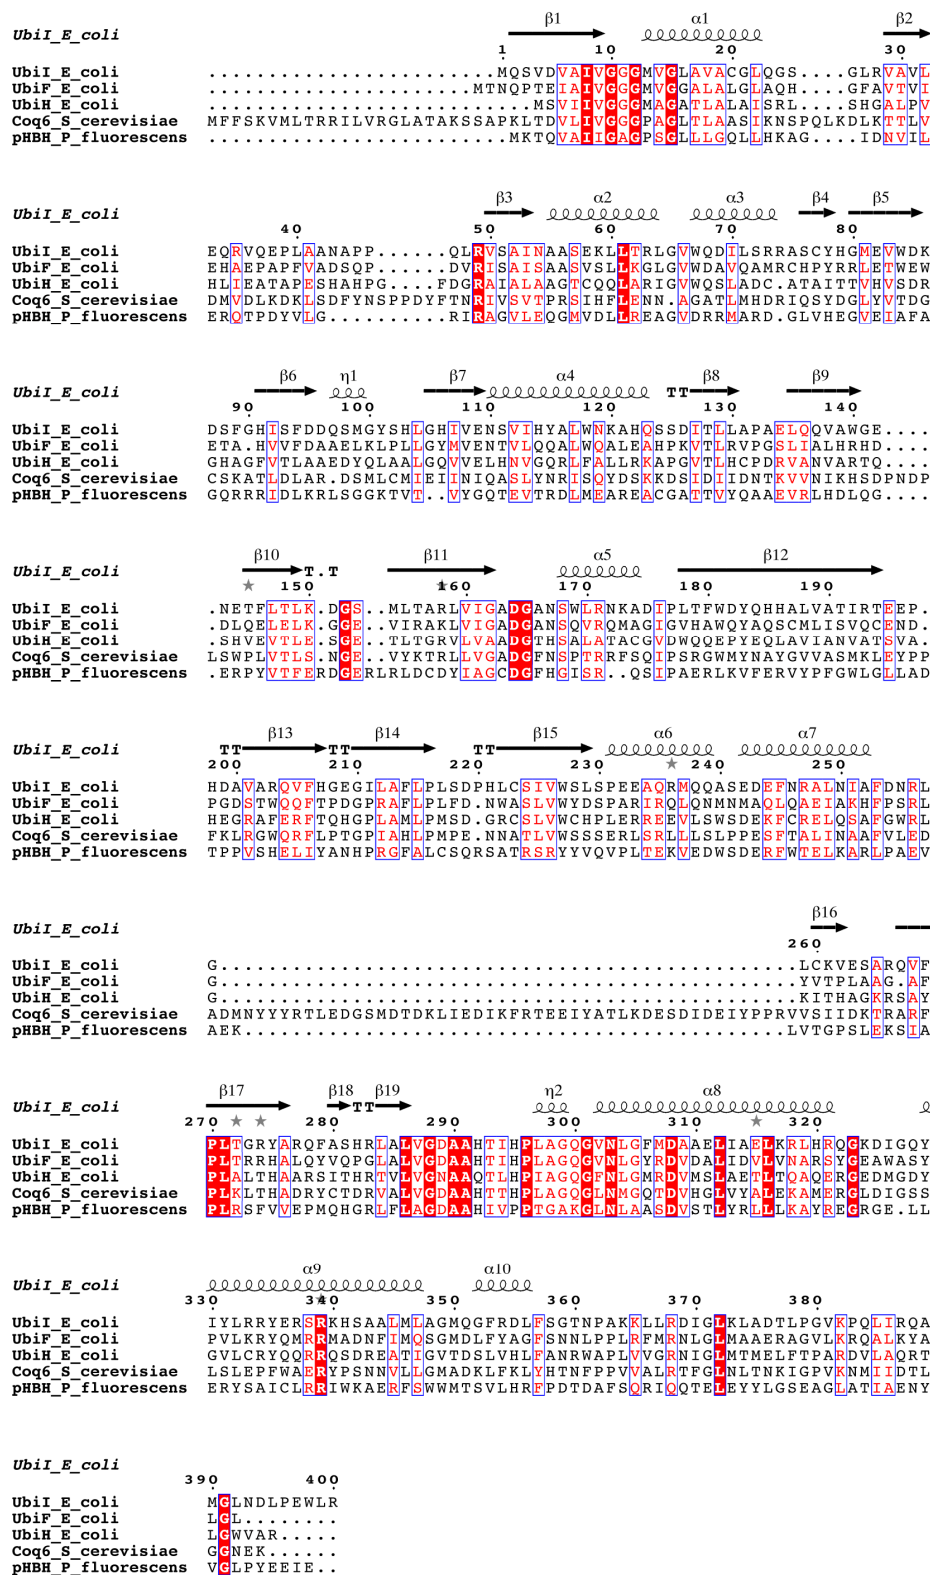 β1 α1 β2
UbiI_E_coli
1 10 20 30
UbiI_E_coli ........................MQSVDVAIVGGGMVGLAVACGLQGS....GLRVAVL
UbiF_E_coli ......................MTNQPTEIAIVGGGMVGGALALGLAQH....GFAVTVI
UbiH_E_coli ...........................MSVIIVGGGMAGATLALAISRL...SHGALPV
Coq6_S_cerevisiae MFFSKVMLTRRILVRGLATAKSSAPKLTDVLIVGGGPAGLTLAASIKNSPQLKDLKTTLV
pHBH_P_fluorescens .........................MKTQVAIIGAGPSGLLLGQLLHKAG....IDNVIL
β3 α2 α3 β4 β5
UbiI_E_coli
40 50 60 70 80
UbiI_E_coli EQRVQEPLAANAPP......QLRVSAINAASEKLLTRLGVWQDILSRRASCYHGMEVWDK
UbiF_E_coli EHAEPAPFVADSQP......DVRISAISAASVSLLKGLGVWDAVQAMRCHPYRRLETWEW
UbiH_E_coli HLIEATAPESHAHPG....FDGRAIALAAGTCQQLARIGVWQSLADC.ATAITTVHVSDR
Coq6_S_cerevisiae DMVDLKDKLSDFYNSPPDYFTNRIVSVTPRSIHFLENN.AGATLMHDRIQSYDGLYVTDG
pHBH_P_fluorescens ERQTPDYVLG.........RIRAGVLEQGMVDLLREAGVDRRMARD.GLVHEGVEIAFA
β6 η1 β7 α4 TT β8 β9
UbiI_E_coli
90 100 110 120 130 140
UbiI_E_coli DSFGHISFDDQSMGYSHLGHIVENSVIHYALWNKAHQSSDITLLAPAELQQVAWGE....
UbiF_E_coli ETA.HVVFDAAELKLPLLGYMVENTVLQQALWQALEAHPKVTLRVPGSLIALHRHD....
UbiH_E_coli GHAGFVTLAAEDYQLAALGQVVELHNVGQRLFALLRKAPGVTLHCPDRVANVARTQ....
Coq6_S_cerevisiae CSKATLDLAR.DSMLCMIEIINIQASLYNRISQYDSKKDSIDIIDNTKVVNIKHSDPNDP
pHBH_P_fluorescens GQRRRIDLKRLSGGKTVT..VYGQTEVTRDLMEAREACGATTVYQAAEVRLHDLQG....
β10 T.T β11 α5 β12
UbiI_E_coli
150 160 170 180 190
UbiI_E_coli .NETFLTLK.DGS..MLTARLVIGADGANSWLRNKADIPLTFWDYQHHALVATIRTEEP.
UbiF_E_coli .DLQELELK.GGE..VIRAKLVIGADGANSQVRQMAGIGVHAWQYAQSCMLISVQCEND.
UbiH_E_coli .SHVEVTLE.SGE..TLTGRVLVAADGTHSALATACGVDWQQEPYEQLAVIANVATSVA.
Coq6_S_cerevisiae LSWPLVTLS.NGE..VYKTRLLVGADGFNSPTRRFSQIPSRGWMYNAYGVVASMKLEYPP
pHBH_P_fluorescens .ERPYVTFERDGERLRLDCDYIAGCDGFHGISR..QSIPAERLKVFERVYPFGWLGLLAD
TT β13 TT β14 TT β15 α6 α7
UbiI_E_coli
200 210 220 230 240 250
UbiI_E_coli HDAVARQVFHGEGILAFLPLSDPHLCSIVWSLSPEEAQRMQQASEDEFNRALNIAFDNRL
UbiF_E_coli PGDSTWQQFTPDGPRAFLPLFD.NWASLVWYDSPARIRQLQNMNMAQLQAEIAKHFPSRL
UbiH_E_coli HEGRAFERFTQHGPLAMLPMSD.GRCSLVWCHPLERREEVLSWSDEKFCRELQSAFGWRL
Coq6_S_cerevisiae FKLRGWQRFLPTGPIAHLPMPE.NNATLVWSSSERLSRLLLSLPPESFTALINAAFVLED
pHBH_P_fluorescens TPPVSHELIYANHPRGFALCSQRSATRSRYYVQVPLTEKVEDWSDERFWTELKARLPAEV
β16
UbiI_E_coli
260
UbiI_E_coli G................................................LCKVESARQVF
UbiF_E_coli G................................................YVTPLAAG.AF
UbiH_E_coli G................................................KITHAGKRSAY
Coq6_S_cerevisiae ADMNYYYRTLEDGSMDTDKLIEDIKFRTEEIYATLKDESDIDEIYPPRVVSIIDKTRARF
pHBH_P_fluorescens AEK.............................................LVTGPSLEKSIA
β17 β18 TT β19 η2 α8
UbiI_E_coli
270 280 290 300 310 320
UbiI_E_coli PLTGRYARQFASHRLALVGDAAHTIHPLAGQGVNLGFMDAAELIAELKRLHRQGKDIGQY
UbiF_E_coli PLTRRHALQYVQPGLALVGDAAHTIHPLAGQGVNLGYRDVDALIDVLVNARSYGEAWASY
UbiH_E_coli PLALTHAARSITHRTVLVGNAAQTLHPIAGQGFNLGMRDVMSLAETLTQAQERGEDMGDY
Coq6_S_cerevisiae PLKLTHADRYCTDRVALVGDAAHTTHPLAGQGLNMGQTDVHGLVYALEKAMERGLDIGSS
pHBH_P_fluorescens PLRSFVVEPMQHGRLFLAGDAAHIVPPTGAKGLNLAASDVSTLYRLLLKAYREGRGE.LL
α9 α10
UbiI_E_coli
330 340 350 360 370 380
UbiI_E_coli IYLRRYERSRKHSAALMLAGMQGFRDLFSGTNPAKKLLRDIGLKLADTLPGVKPQLIRQA
UbiF_E_coli PVLKRYQMRRMADNFIMQSGMDLFYAGFSNNLPPLRFMRNLGLMAAERAGVLKRQALKYA
UbiH_E_coli GVLCRYQQRRQSDREATIGVTDSLVHLFANRWAPLVVGRNIGLMTMELFTPARDVLAQRT
Coq6_S_cerevisiae LSLEPFWAERYPSNNVLLGMADKLFKLYHTNFPPVVALRTFGLNLTNKIGPVKNMIIDTL
pHBH_P_fluorescens ERYSAICLRRIWKAERFSWWMTSVLHRFPDTDAFSQRIQQTELEYYLGSEAGLATIAENY
UbiI_E_coli
390 400
UbiI_E_coli MGLNDLPEWLR
UbiF_E_coli LGL........
UbiH_E_coli LGWVAR.....
Coq6_S_cerevisiae GGNEK......
pHBH_P_fluorescens VGLPYEEIE..